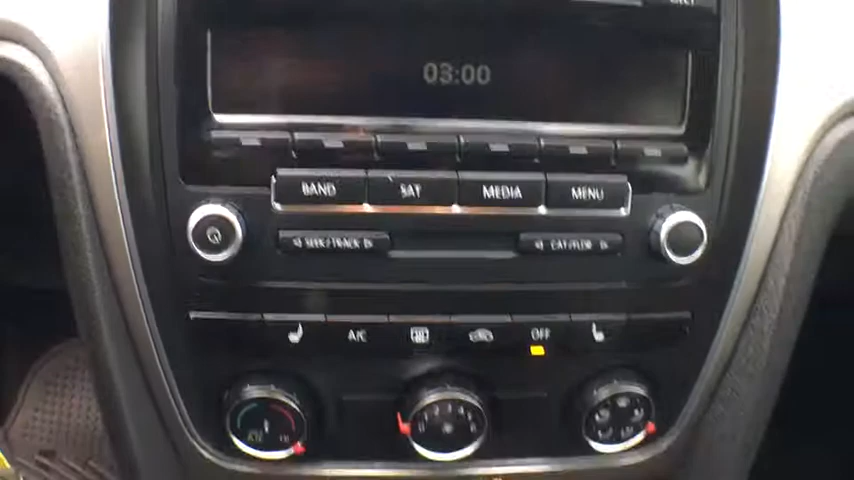 03:00
BAND SAT MEDIA MENU
SEEK/TRACK CAT/FLDR
A/C OFF